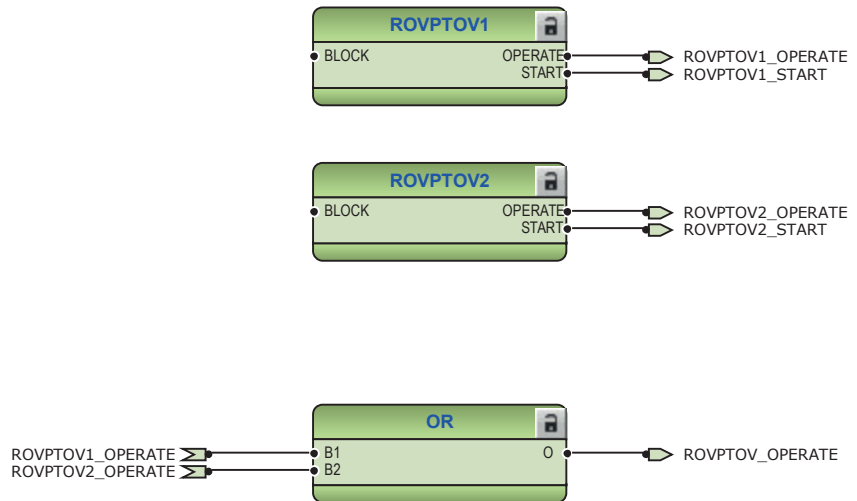 ROVPTOV1
BLOCK OPERATE ROVPTOV1_OPERATE
START ROVPTOV1_START
ROVPTOV2
BLOCK OPERATE ROVPTOV2_OPERATE
START ROVPTOV2_START
OR
ROVPTOV1_OPERATE B1 O ROVPTOV_OPERATE
ROVPTOV2_OPERATE B2